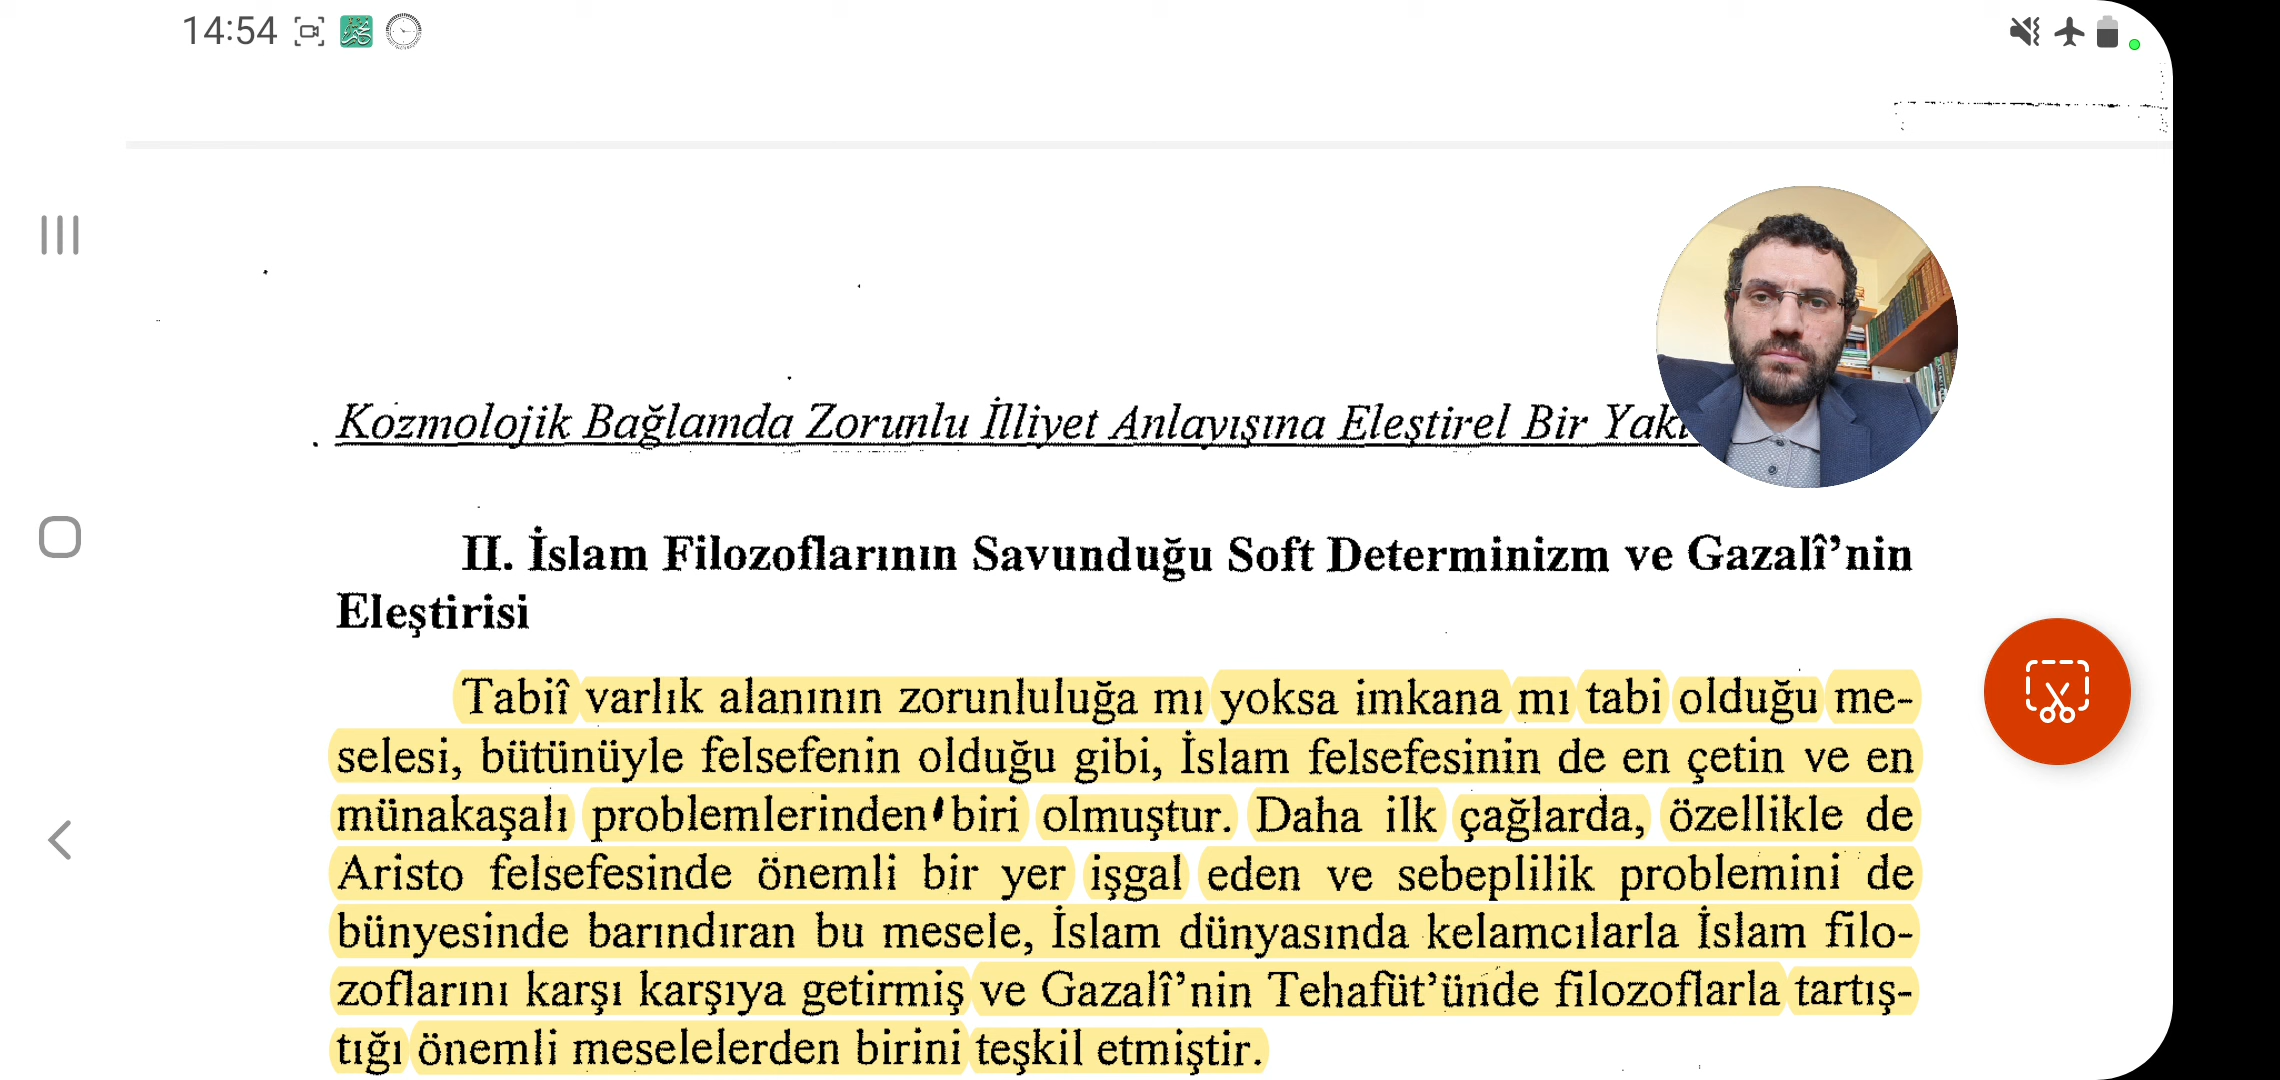 14:54
Kozmolojik Bağlamda Zorunlu İlliyet Anlayışına Eleştirel Bir
II. İslam Filozoflarının Savunduğu Soft Determinizm ve Gazalî’nin
Eleştirisi
Tabiî varlık alanının zorunluluğa mı yoksa imkana mı tabi olduğu me-
selesi, bütünüyle felsefenin olduğu gibi, İslam felsefesinin de en çetin ve en
münakaşalı problemlerinden biri olmuştur. Daha ilk çağlarda, özellikle de
Aristo felsefesinde önemli bir yer işgal eden ve sebeplilik problemini de
bünyesinde barındıran bu mesele, İslam dünyasında kelamcılarla İslam filo-
zoflarını karşı karşıya getirmiş ve Gazalî’nin Tehafüt’ünde filozoflarla tartış-
tığı önemli meselelerden birini teşkil etmiştir.